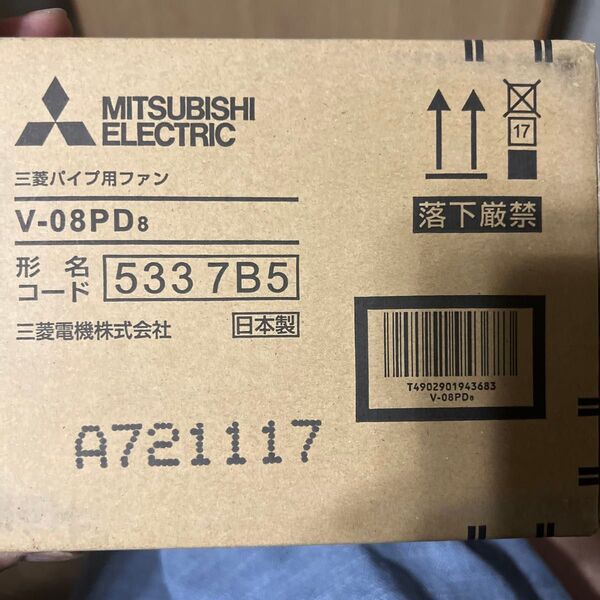 MITSUBISHI
ELECTRIC
三菱パイプ用ファン
V-08PD8
形名
コード
533 7B5
三菱電機株式会社
日本製
17
落下厳禁
T4902901943683
V-08PD8
A721117